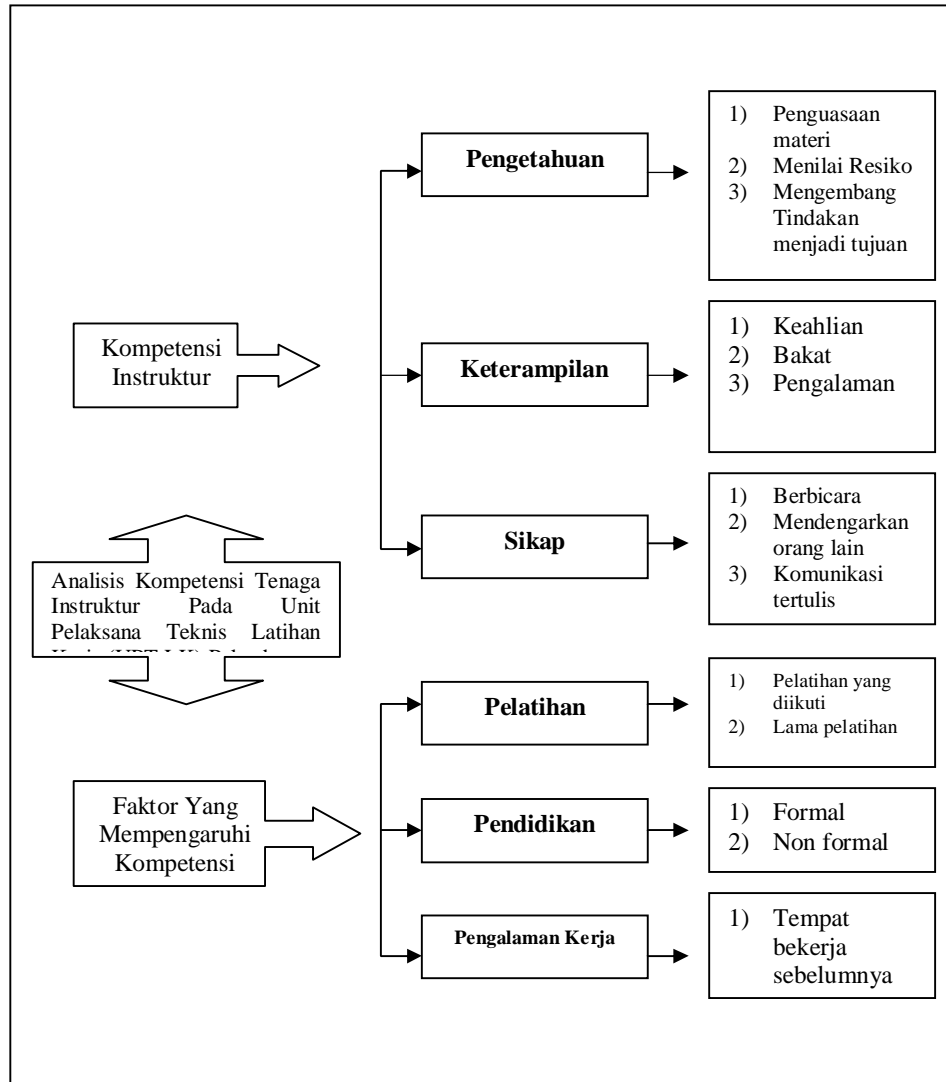 Pengetahuan
1) Penguasaan
materi
2) Menilai Resiko
3) Mengembang
Tindakan
menjadi tujuan
Kompetensi
Instruktur
Keterampilan
1) Keahlian
2) Bakat
3) Pengalaman
Sikap
1) Berbicara
2) Mendengarkan
orang lain
3) Komunikasi
tertulis
Analisis Kompetensi Tenaga
Instruktur Pada Unit
Pelaksana Teknis Latihan
Pelatihan
1) Pelatihan yang
diikuti
2) Lama pelatihan
Faktor Yang
Mempengaruhi
Kompetensi
Pendidikan
1) Formal
2) Non formal
Pengalaman Kerja
1) Tempat
bekerja
sebelumnya